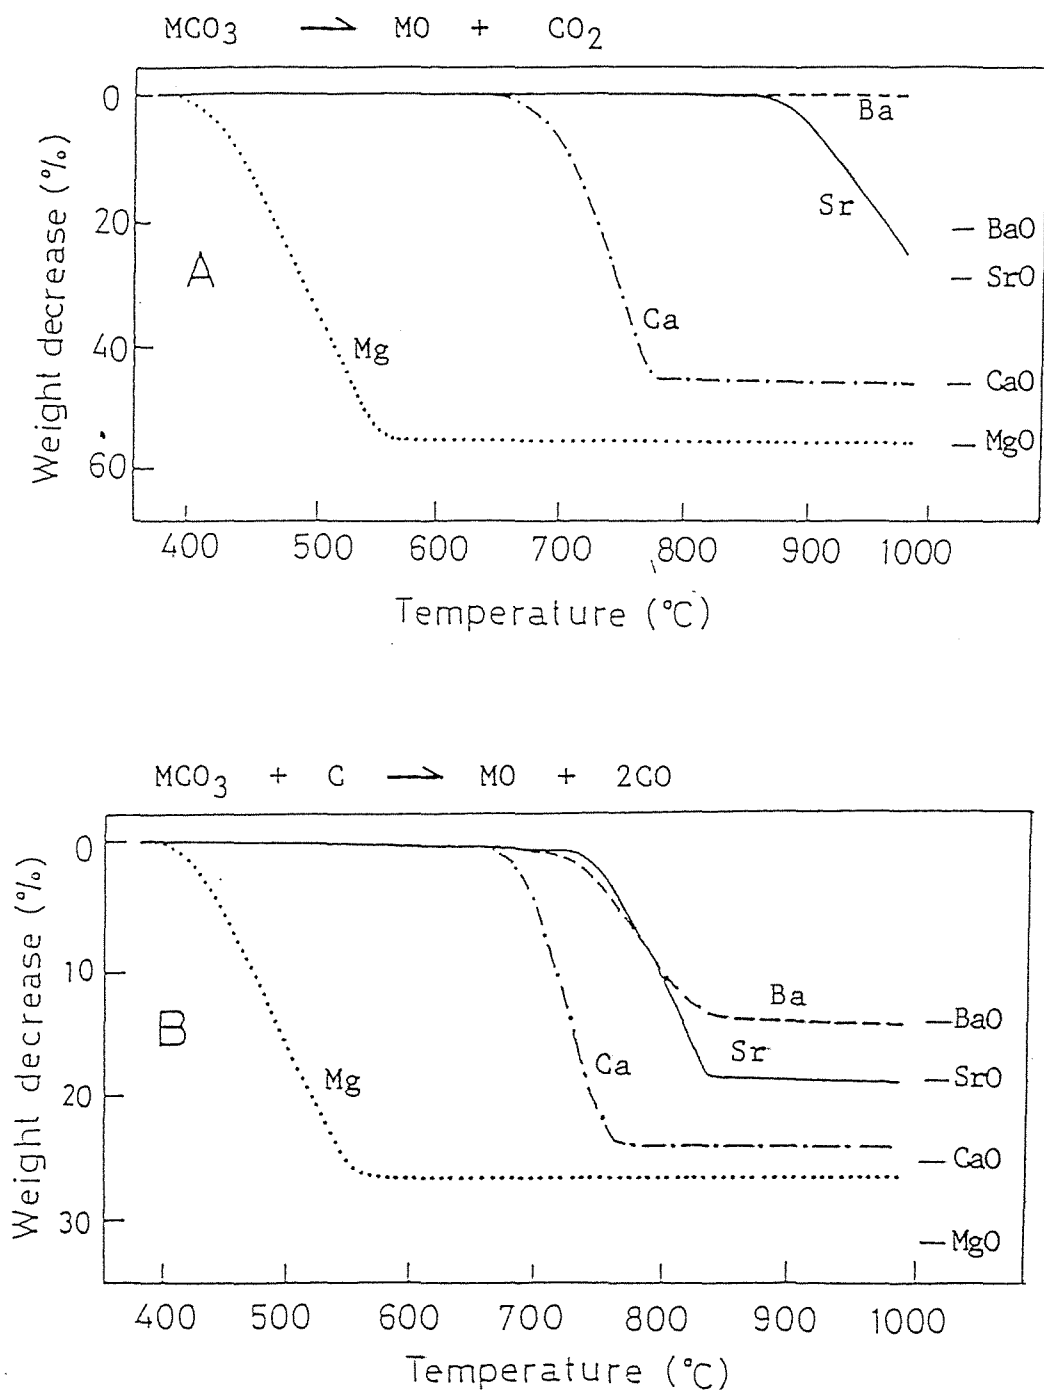 MCO3 → MO + CO2
Weight decrease (%)
0
20
40
60
A
Mg
Ca
Sr
Ba
BaO
SrO
CaO
MgO
400 500 600 700 800 900 1000
Temperature (°C)
MCO3 + C → MO + 2CO
Weight decrease (%)
0
10
20
30
B
Mg
Ca
Sr
Ba
BaO
SrO
CaO
MgO
400 500 600 700 800 900 1000
Temperature (°C)